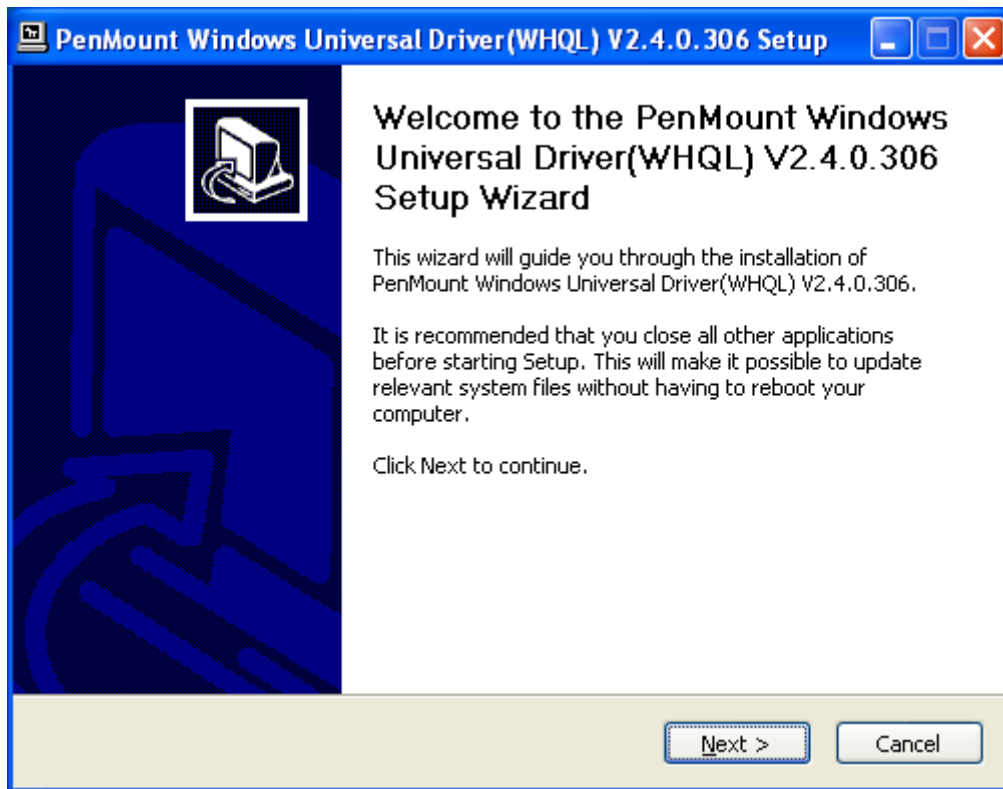 PenMount Windows Universal Driver(WHQL) V2.4.0.306 Setup
Welcome to the PenMount Windows
Universal Driver(WHQL) V2.4.0.306
Setup Wizard
This wizard will guide you through the installation of
PenMount Windows Universal Driver(WHQL) V2.4.0.306.
It is recommended that you close all other applications
before starting Setup. This will make it possible to update
relevant system files without having to reboot your
computer.
Click Next to continue.
Next >
Cancel